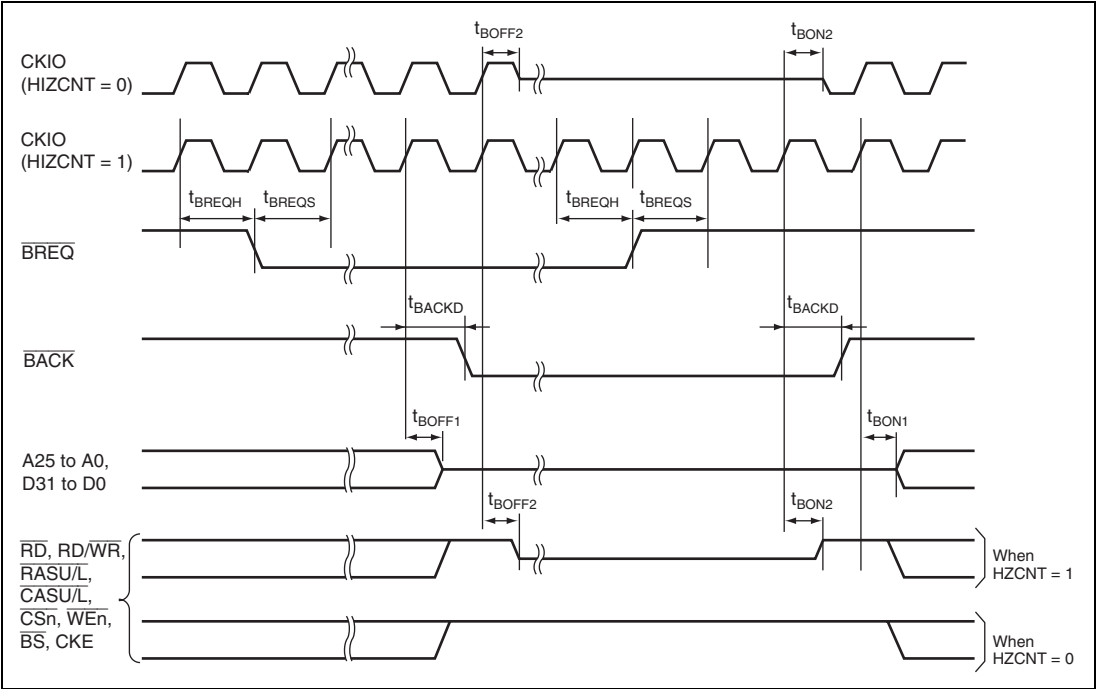 tBOFF2
tBON2
CKIO
(HIZCNT = 0)
CKIO
(HIZCNT = 1)
tBREQH
tBREQS
tBREQH
tBREQS
BREQ
tBACKD
tBACKD
BACK
tBOFF1
tBON1
A25 to A0,
D31 to D0
tBOFF2
tBON2
RD, RD/WR,
RASU/L,
CASU/L,
CSn, WEn,
BS, CKE
When
HZCNT = 1
When
HZCNT = 0